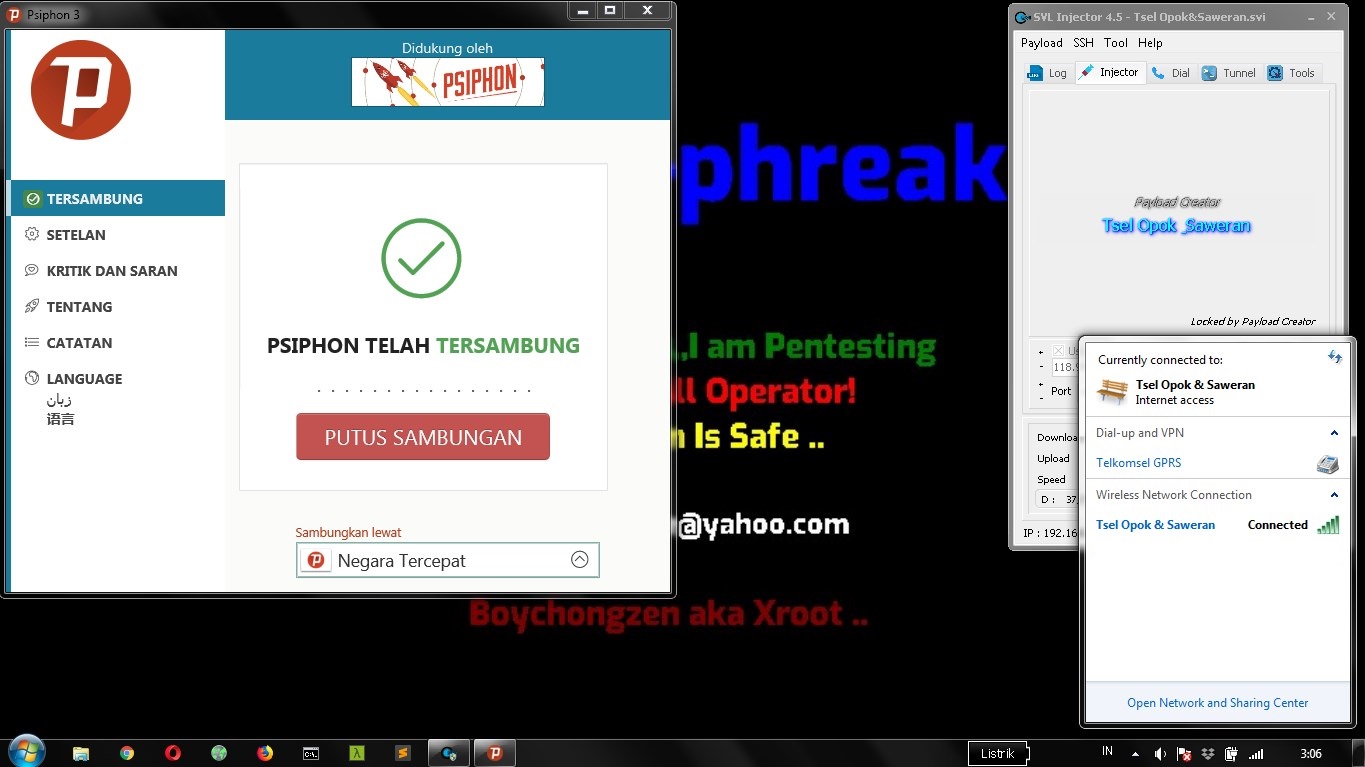 Psiphon 3
Didukung oleh
PSIPHON
TERSAMBUNG
SETELAN
KRITIK DAN SARAN
TENTANG
CATATAN
LANGUAGE
زبان
语言
PSIPHON TELAH TERSAMBUNG
PUTUS SAMBUNGAN
Sambungkan lewat
Negara Tercepat
phreak
,I am Pentesting
ll Operator!
Is Safe ..
@yahoo.com
Boychongzen aka Xroot ..
SVL Injector 4.5 - Tsel Opok&Saweran.svi
Payload SSH Tool Help
Log Injector Dial Tunnel Tools
Payload Creator
Tsel Opok _Saweran
Locked by Payload Creator
118.9
Port
Downloa
Upload
Speed
D : 37
IP : 192.16
Currently connected to:
Tsel Opok & Saweran
Internet access
Dial-up and VPN
Telkomsel GPRS
Wireless Network Connection
Tsel Opok & Saweran Connected
Open Network and Sharing Center
Listrik
IN
3:06